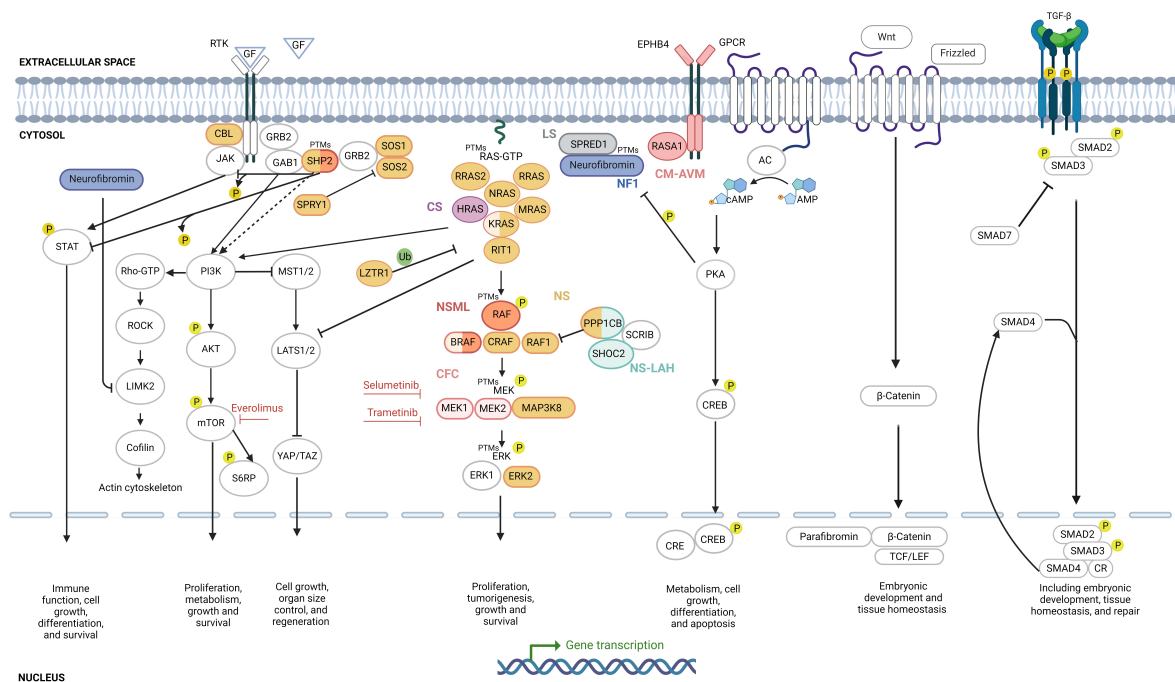 TGF-β
RTK
GF
GF
EPHB4
GPCR
Wnt
Frizzled
EXTRACELLULAR SPACE
P
P
CYTOSOL
CBL
JAK
GRB2
GAB1
PTMs
SHP2
GRB2
SOS1
SOS2
PTMs
RAS-GTP
LS
SPRED1
PTMs
Neurofibromin
NF1
RASA1
CM-AVM
AC
P
SMAD2
P
SMAD3
Neurofibromin
P
SPRY1
RRAS2
RRAS
NRAS
CS
HRAS
MRAS
KRAS
RIT1
cAMP
AMP
P
STAT
P
P
SMAD7
Rho-GTP
PI3K
MST1/2
LZTR1
Ub
PKA
NSML
PTMs
P
RAF
NS
ROCK
P
AKT
LATS1/2
BRAF
CRAF
RAF1
PPP1CB
SCRIB
SHOC2
NS-LAH
SMAD4
CFC
LIMK2
Selumetinib
Trametinib
PTMs
P
MEK
MEK1
MEK2
MAP3K8
P
CREB
β-Catenin
P
mTOR
Everolimus
Cofilin
P
S6RP
YAP/TAZ
PTMs
P
ERK
ERK1
ERK2
Actin cytoskeleton
CRE
CREB
P
Parafibromin
β-Catenin
TCF/LEF
SMAD2
P
SMAD3
P
SMAD4
CR
Immune
function, cell
growth,
differentiation,
and survival
Proliferation,
metabolism,
growth and
survival
Cell growth,
organ size
control, and
regeneration
Proliferation,
tumorigenesis,
growth and
survival
Metabolism, cell
growth,
differentiation,
and apoptosis
Embryonic
development and
tissue homeostasis
Including embryonic
development, tissue
homeostasis, and repair
Gene transcription
NUCLEUS